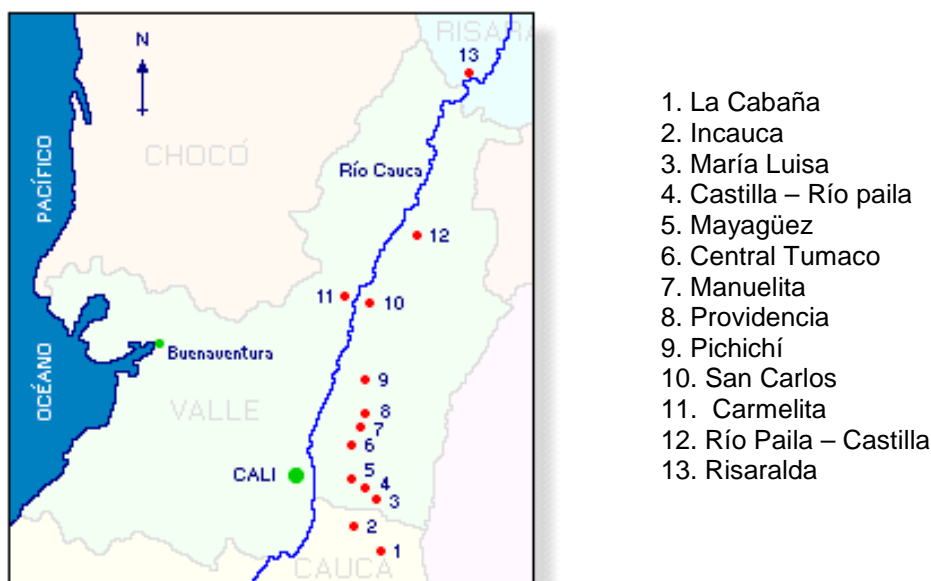 RISARA
13
N
CHOCÓ
PACÍFICO
Río Cauca
12
11
10
Buenaventura
OCÉANO
9
VALLE
8
7
6
CALI
5
4
3
2
1
CAUCA
1. La Cabaña
2. Incauca
3. María Luisa
4. Castilla – Río paila
5. Mayagüez
6. Central Tumaco
7. Manuelita
8. Providencia
9. Pichichí
10. San Carlos
11. Carmelita
12. Río Paila – Castilla
13. Risaralda